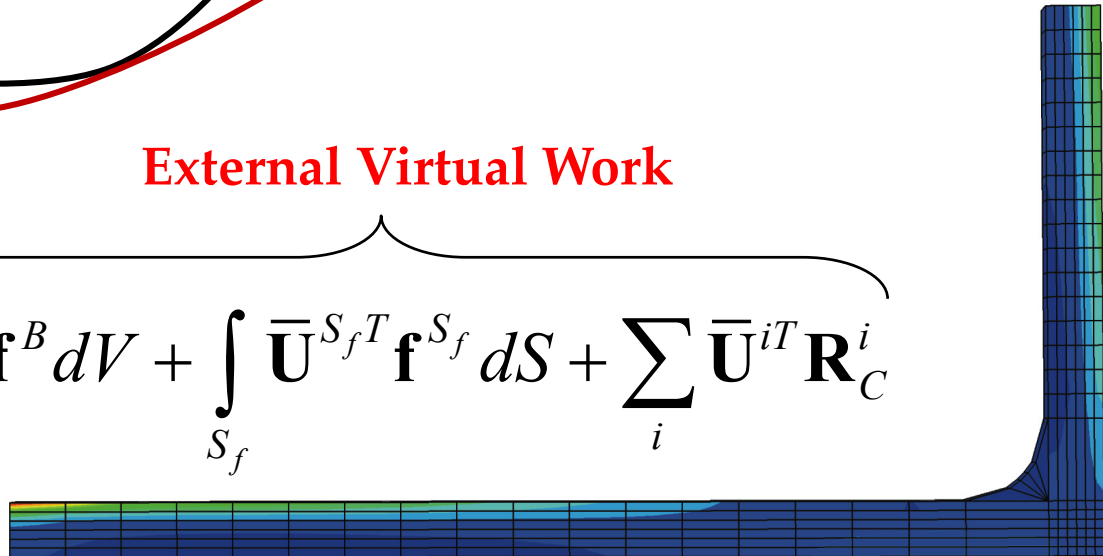 External Virtual Work
f^B dV + ∫_{S_f} U̅^{S_f T} f^{S_f} dS + ∑_i U̅^{iT} R_C^i